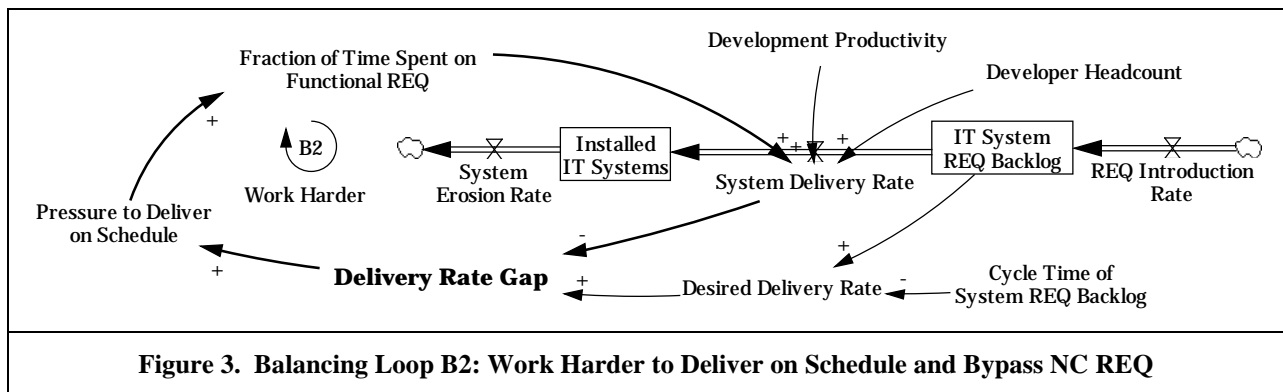 Development Productivity
Fraction of Time Spent on
Functional REQ
Developer Headcount
+
B2
Work Harder
+
+
+
Installed
IT Systems
IT System
REQ Backlog
System
Erosion Rate
System Delivery Rate
REQ Introduction
Rate
Pressure to Deliver
on Schedule
-
+
+
Delivery Rate Gap
+
Desired Delivery Rate
-
Cycle Time of
System REQ Backlog
Figure 3. Balancing Loop B2: Work Harder to Deliver on Schedule and Bypass NC REQ